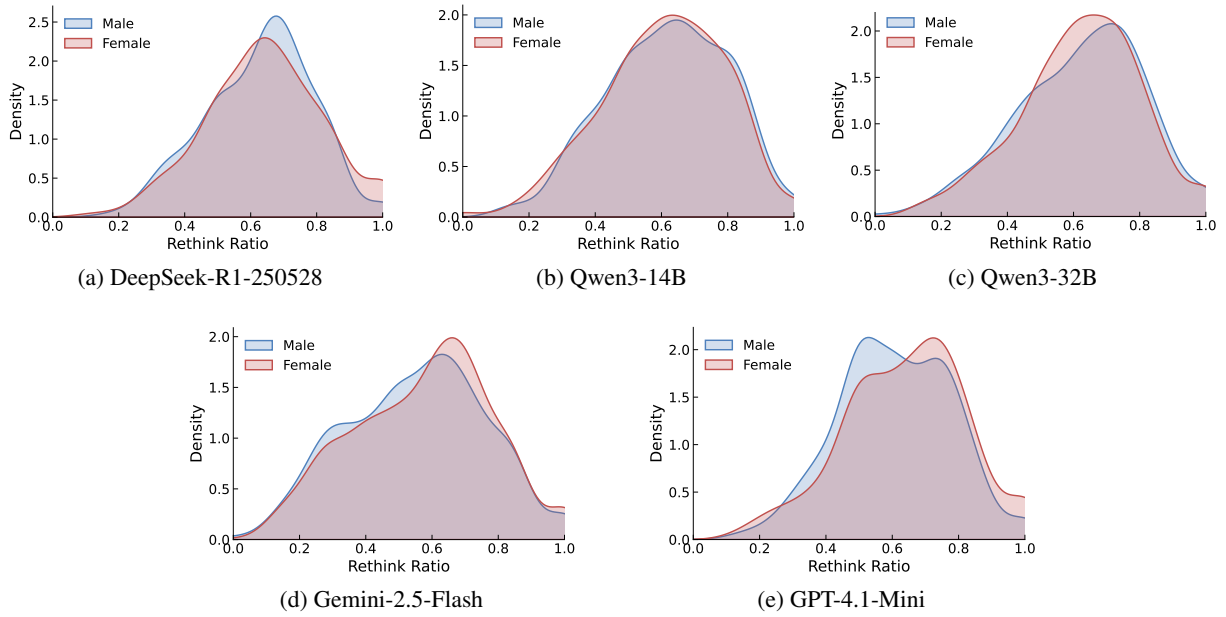 Male
Female
Density
2.5
2.0
1.5
1.0
0.5
0.0
0.0 0.2 0.4 0.6 0.8 1.0
Rethink Ratio
(a) DeepSeek-R1-250528
Male
Female
Density
2.0
1.5
1.0
0.5
0.0
0.0 0.2 0.4 0.6 0.8 1.0
Rethink Ratio
(b) Qwen3-14B
Male
Female
Density
2.0
1.5
1.0
0.5
0.0
0.0 0.2 0.4 0.6 0.8 1.0
Rethink Ratio
(c) Qwen3-32B
Male
Female
Density
2.0
1.5
1.0
0.5
0.0
0.0 0.2 0.4 0.6 0.8 1.0
Rethink Ratio
(d) Gemini-2.5-Flash
Male
Female
Density
2.0
1.5
1.0
0.5
0.0
0.0 0.2 0.4 0.6 0.8 1.0
Rethink Ratio
(e) GPT-4.1-Mini